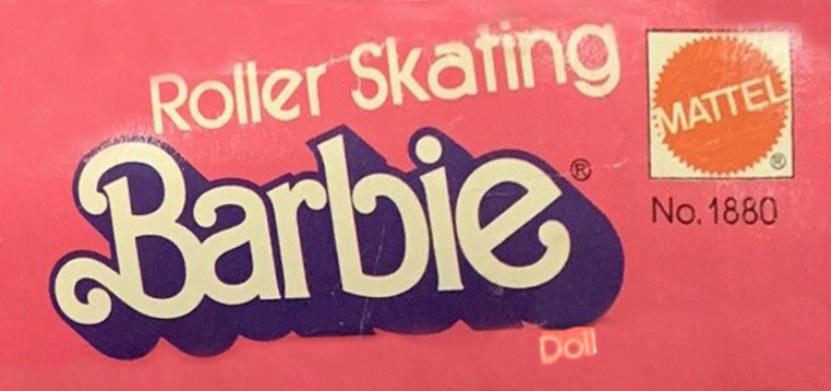 Roller Skating
Barbie®
Doll
MATTEL®
No. 1880